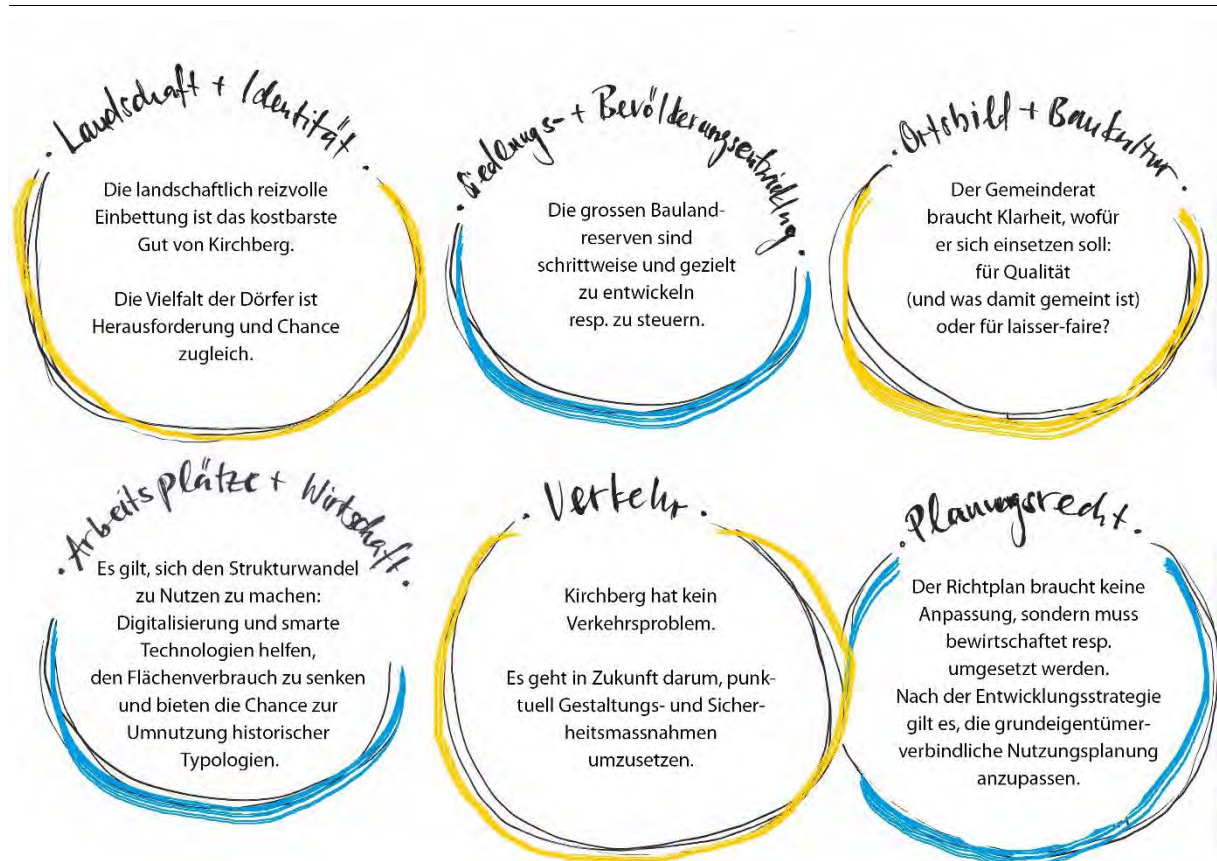 · Landschaft + Identität ·
Die landschaftlich reizvolle
Einbettung ist das kostbarste
Gut von Kirchberg.
Die Vielfalt der Dörfer ist
Herausforderung und Chance
zugleich.
· Siedlungs- + Bevölkerungsentwicklung ·
Die grossen Bauland-
reserven sind
schrittweise und gezielt
zu entwickeln
resp. zu steuern.
· Ortsbild + Baukultur ·
Der Gemeinderat
braucht Klarheit, wofür
er sich einsetzen soll:
für Qualität
(und was damit gemeint ist)
oder für laisser-faire?
· Arbeitsplätze + Wirtschaft ·
Es gilt, sich den Strukturwandel
zu Nutzen zu machen:
Digitalisierung und smarte
Technologien helfen,
den Flächenverbrauch zu senken
und bieten die Chance zur
Umnutzung historischer
Typologien.
· Verkehr ·
Kirchberg hat kein
Verkehrsproblem.
Es geht in Zukunft darum, punk-
tuell Gestaltungs- und Sicher-
heitsmassnahmen
umzusetzen.
· Planungsrecht ·
Der Richtplan braucht keine
Anpassung, sondern muss
bewirtschaftet resp.
umgesetzt werden.
Nach der Entwicklungsstrategie
gilt es, die grundeigentümer-
verbindliche Nutzungsplanung
anzupassen.